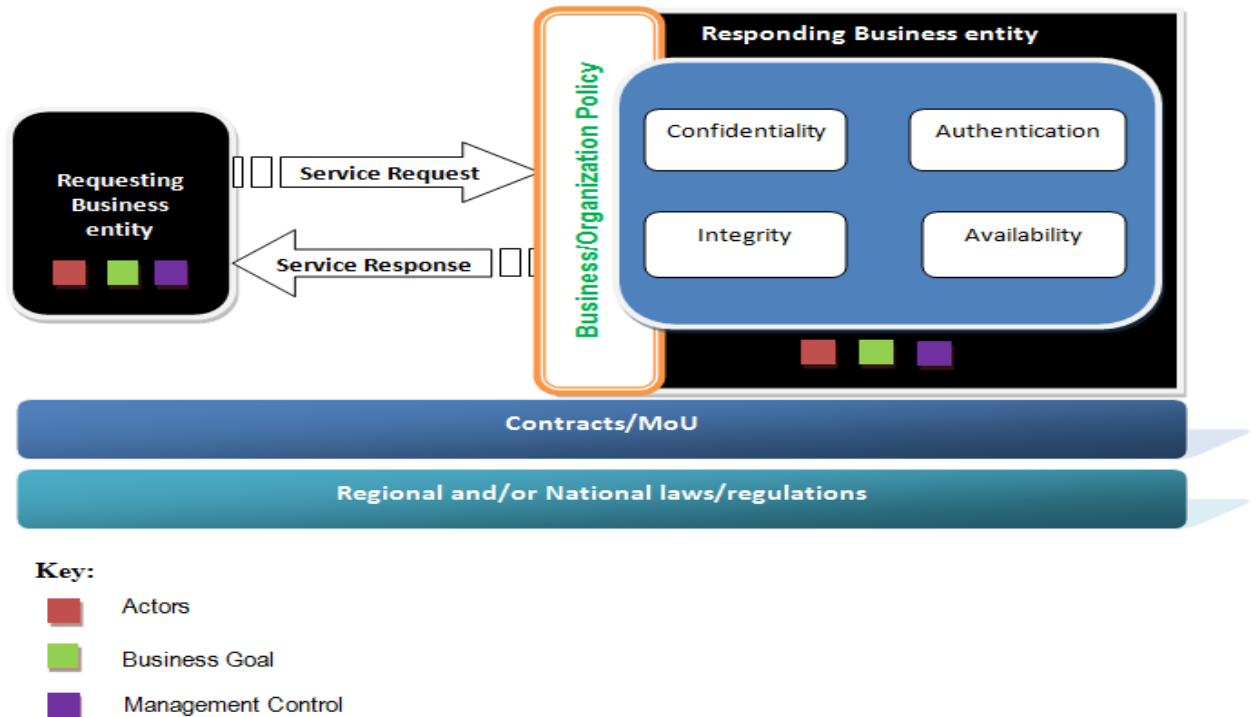 Responding Business entity
Business/Organization Policy
Confidentiality
Authentication
Integrity
Availability
Requesting
Business
entity
Service Request
Service Response
Contracts/MoU
Regional and/or National laws/regulations
Key:
Actors
Business Goal
Management Control